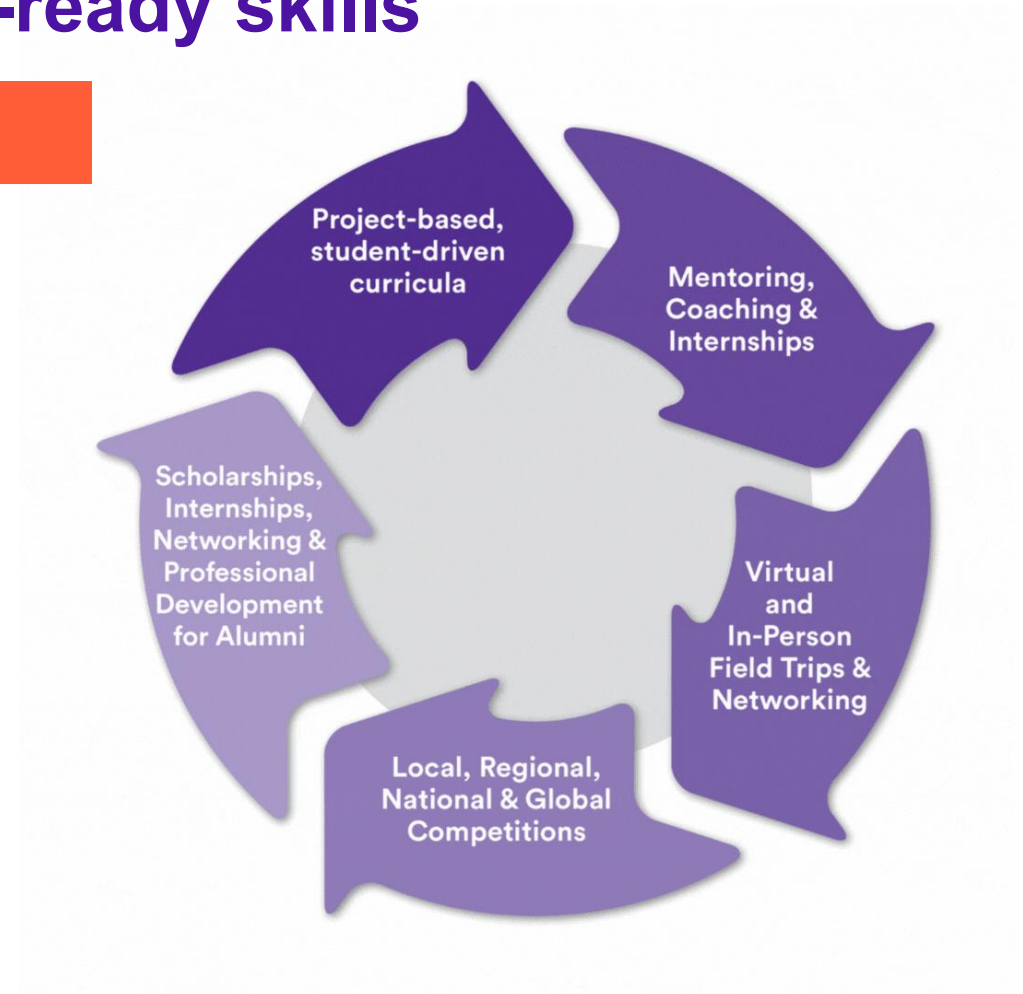 -ready skills
Project-based,
student-driven
curricula
Mentoring,
Coaching &
Internships
Virtual
and
In-Person
Field Trips &
Networking
Local, Regional,
National & Global
Competitions
Scholarships,
Internships,
Networking &
Professional
Development
for Alumni